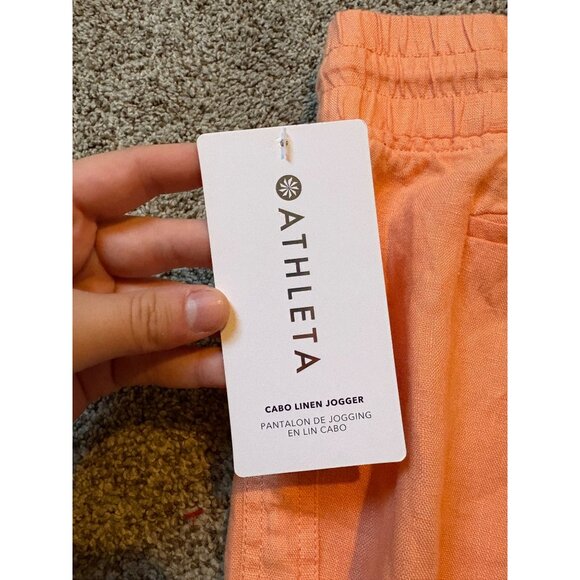 ATHLETA
CABO LINEN JOGGER
PANTALON DE JOGGING
EN LIN CABO